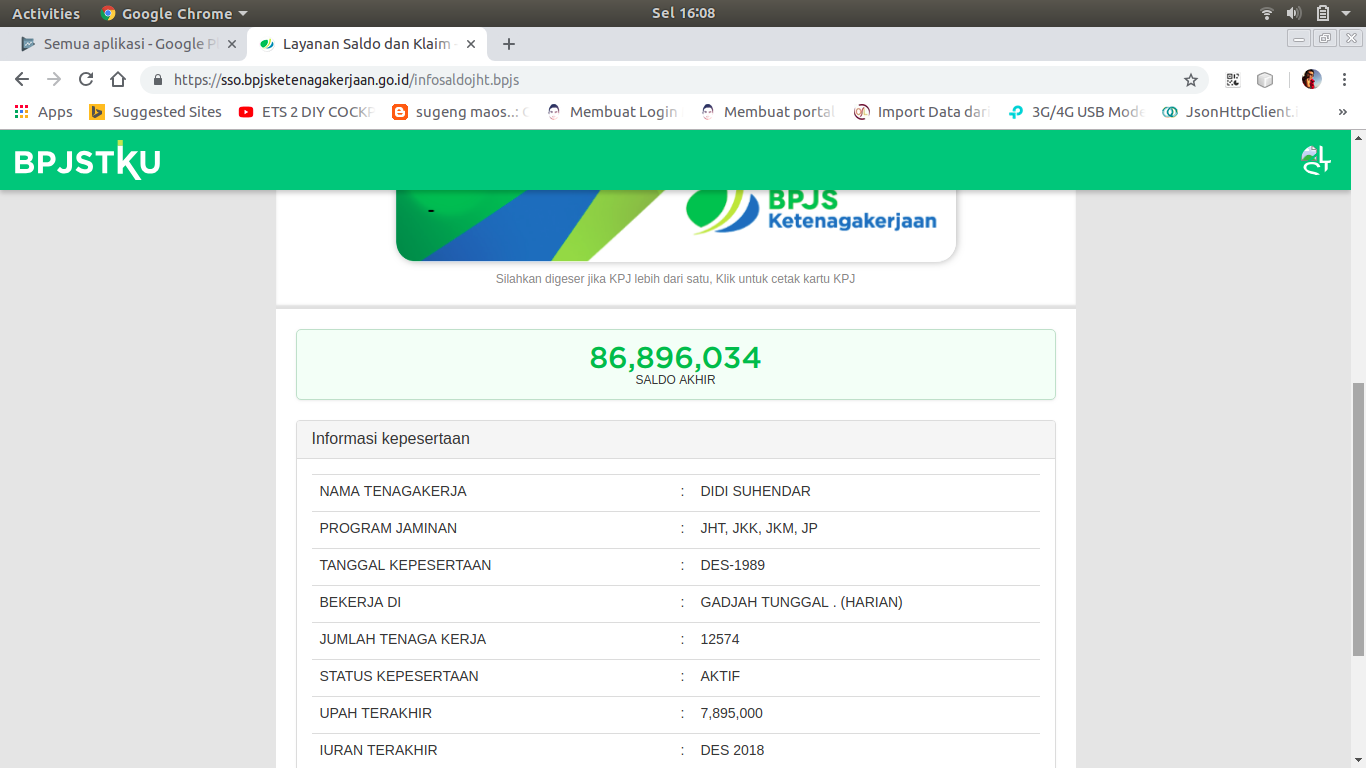 Activities Google Chrome Sel 16:08
Semua aplikasi - Google P Layanan Saldo dan Klaim -
https://sso.bpjsketenagakerjaan.go.id/infosaldojht.bpjs
Apps Suggested Sites ETS 2 DIY COCKP sugeng maos..: Membuat Login Membuat portal Import Data dari 3G/4G USB Mode JsonHttpClient. »
BPJSTKU
BPJS
Ketenagakerjaan
Silahkan digeser jika KPJ lebih dari satu, Klik untuk cetak kartu KPJ
86,896,034
SALDO AKHIR
Informasi kepesertaan
NAMA TENAGAKERJA : DIDI SUHENDAR
PROGRAM JAMINAN : JHT, JKK, JKM, JP
TANGGAL KEPESERTAAN : DES-1989
BEKERJA DI : GADJAH TUNGGAL . (HARIAN)
JUMLAH TENAGA KERJA : 12574
STATUS KEPESERTAAN : AKTIF
UPAH TERAKHIR : 7,895,000
IURAN TERAKHIR : DES 2018